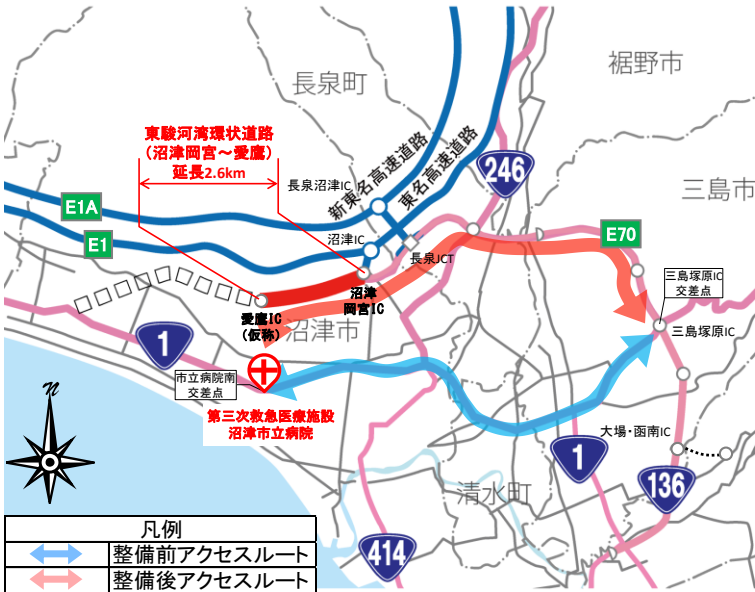 裾野市
長泉町
東駿河湾環状道路
(沼津岡宮～愛鷹)
延長2.6km
新東名高速道路
東名高速道路
246
長泉沼津IC
三島市
E1A
E1
沼津IC
E70
長泉JCT
三島塚原IC
交差点
沼津
岡宮IC
愛鷹IC
(仮称)
沼津市
三島塚原IC
1
市立病院南
交差点
第三次救急医療施設
沼津市立病院
N
大場・函南IC
1
136
清水町
414
凡例
整備前アクセスルート
整備後アクセスルート